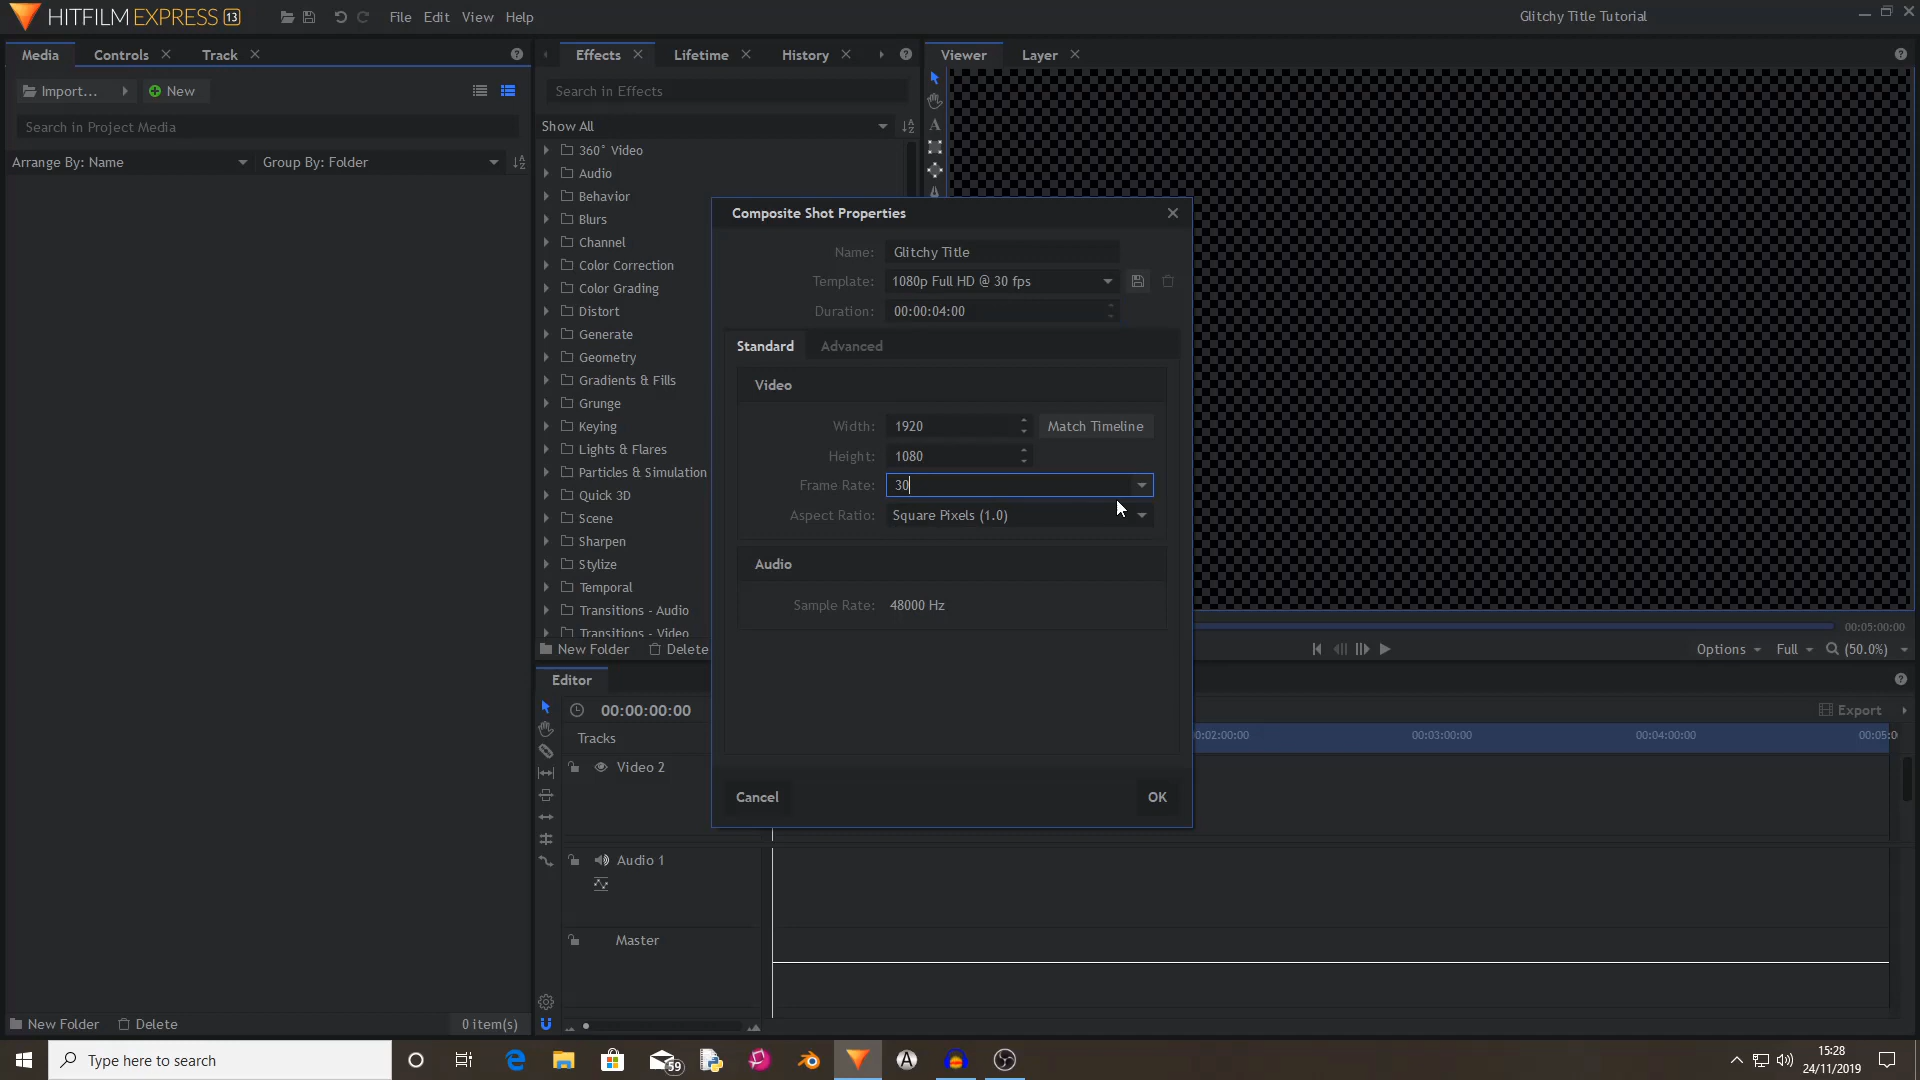 HITFILM EXPRESS 13
File Edit View Help
Glitchy Title Tutorial
Media Controls Track
Effects Lifetime History
Viewer Layer
Import... New
Search in Effects
Search in Project Media
Show All
Arrange By: Name Group By: Folder
360° Video
Audio
Behavior
Blurs
Channel
Color Correction
Color Grading
Distort
Generate
Geometry
Gradients & Fills
Grunge
Keying
Lights & Flares
Particles & Simulation
Quick 3D
Scene
Sharpen
Stylize
Temporal
Transitions - Audio
Transitions - Video
New Folder Delete
Composite Shot Properties
Name: Glitchy Title
Template: 1080p Full HD @ 30 fps
Duration: 00:00:04:00
Standard Advanced
Video
Width: 1920 Match Timeline
Height: 1080
Frame Rate: 30
Aspect Ratio: Square Pixels (1.0)
Audio
Sample Rate: 48000 Hz
Cancel OK
00:05:00:00
Options Full (50.0%)
Editor
00:00:00:00
Export
Tracks
0:02:00:00 00:03:00:00 00:04:00:00 00:05:0
Video 2
Audio 1
Master
New Folder Delete 0 item(s)
Type here to search
59
15:28
24/11/2019